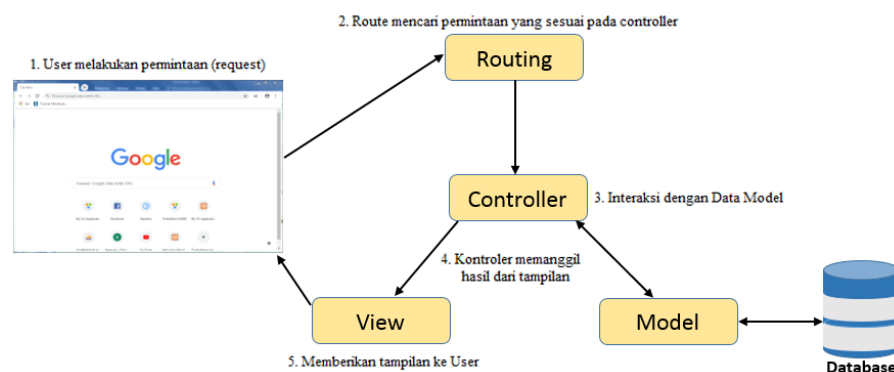 2. Route mencari permintaan yang sesuai pada controller
1. User melakukan permintaan (request)
Routing
Google
Controller
3. Interaksi dengan Data Model
4. Kontroler memanggil
hasil dari tampilan
View
Model
5. Memberikan tampilan ke User
Database